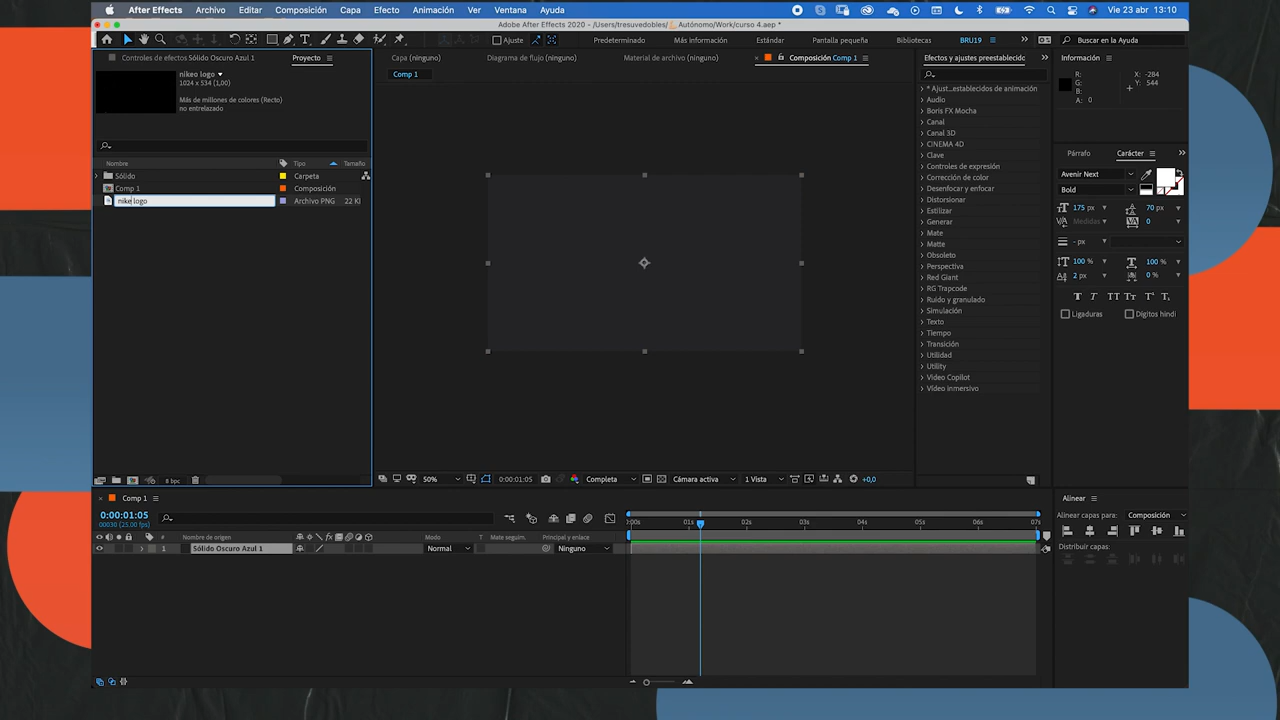 After Effects Archivo Editar Composición Capa Efecto Animación Ver Ventana Ayuda Vie 23 abr 13:10
Adobe After Effects 2020 - /Users/tresuvedobles/ Autónomo/Work/curso 4.aep *
Ajuste Predeterminado Más información Estándar Pantalla pequeña Bibliotecas BRU19 Buscar en la Ayuda
Controles de efectos Sólido Oscuro Azul 1 Proyecto
nikeo logo
1024 x 534 (1,00)
Más de millones de colores (Recto)
no entrelazado
Nombre Tipo Tamaño
Sólido Carpeta
Comp 1 Composición
nike logo Archivo PNG 22 Ki
8 bpc
Capa (ninguno) Diagrama de flujo (ninguno) Material de archivo (ninguno) Composición Comp 1
Comp 1
50% 0:00:01:05 Completa Cámara activa 1 Vista +0,0
Efectos y ajustes preestablecidc
* Ajust...establecidos de animación
Audio
Boris FX Mocha
Canal
Canal 3D
CINEMA 4D
Clave
Controles de expresión
Corrección de color
Desenfocar y enfocar
Distorsionar
Estilizar
Generar
Mate
Matte
Obsoleto
Perspectiva
Red Giant
RG Trapcode
Ruido y granulado
Simulación
Texto
Tiempo
Transición
Utilidad
Utility
Video Copilot
Vídeo inmersivo
Información
R: X: -284
G: Y: 544
B:
A: 0
Párrafo Carácter
Avenir Next
Bold
175 px 70 px
Medidas 0
- px
100 % 100 %
2 px 0 %
T T TT Tт T¹ T₁
Ligaduras Dígitos hindi
Comp 1
0:00:01:05
00030 (25,00 fps)
Nº Nombre de origen Modo T Mate seguim. Principal y enlace
1 Sólido Oscuro Azul 1 Normal Ninguno
:00s 01s 02s 03s 04s 05s 06s 07s
Alinear
Alinear capas para: Composición
Distribuir capas: